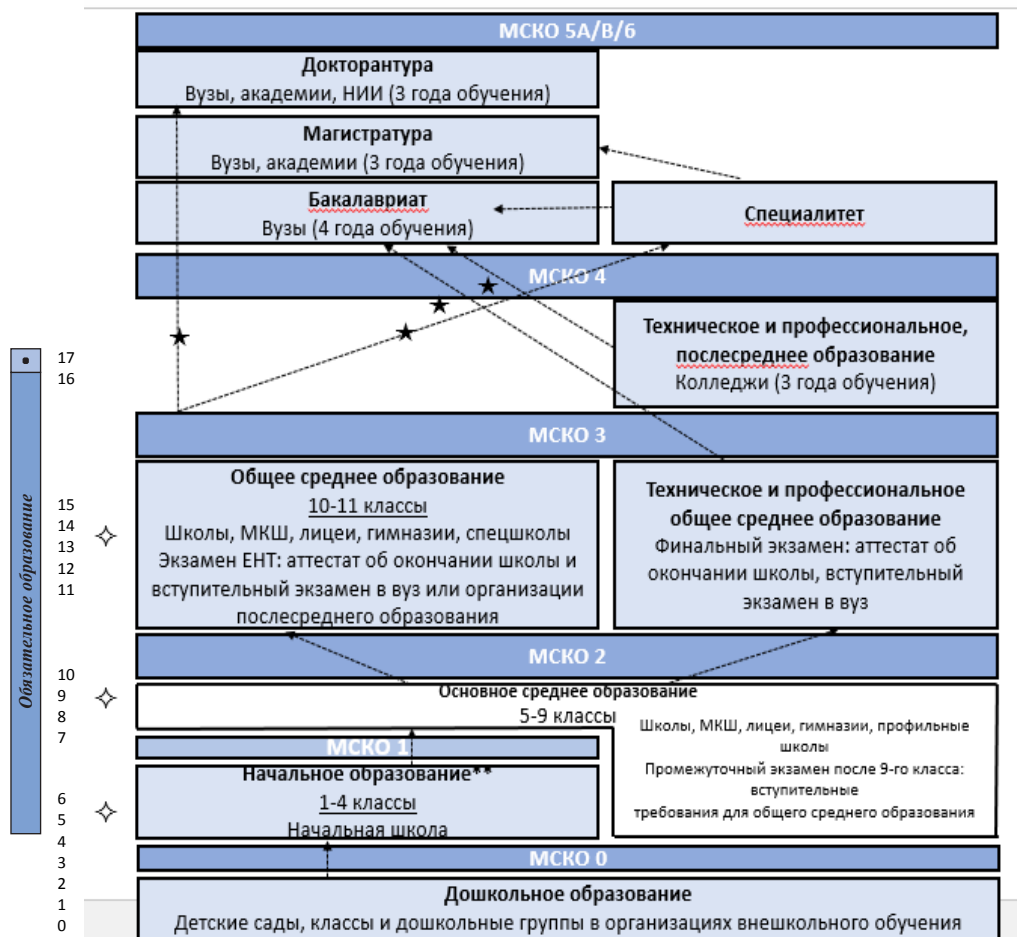 МСКО 5А/В/6
Докторантура
Вузы, академии, НИИ (3 года обучения)
Магистратура
Вузы, академии (3 года обучения)
Бакалавриат
Вузы (4 года обучения)
Специалитет
МСКО 4
Техническое и профессиональное,
послесреднее образование
Колледжи (3 года обучения)
17
16
МСКО 3
Обязательное образование
Общее среднее образование
10-11 классы
Школы, МКШ, лицеи, гимназии, спецшколы
Экзамен ЕНТ: аттестат об окончании школы и
вступительный экзамен в вуз или организации
послесреднего образования
Техническое и профессиональное
общее среднее образование
Финальный экзамен: аттестат об
окончании школы, вступительный
экзамен в вуз
15
14
13
12
11
МСКО 2
10
9
8
7
Основное среднее образование
5-9 классы
Школы, МКШ, лицеи, гимназии, профильные
школы
Промежуточный экзамен после 9-го класса:
вступительные
требования для общего среднего образования
МСКО 1
Начальное образование**
1-4 классы
Начальная школа
6
5
4
3
2
1
0
МСКО 0
Дошкольное образование
Детские сады, классы и дошкольные группы в организациях внешкольного обучения